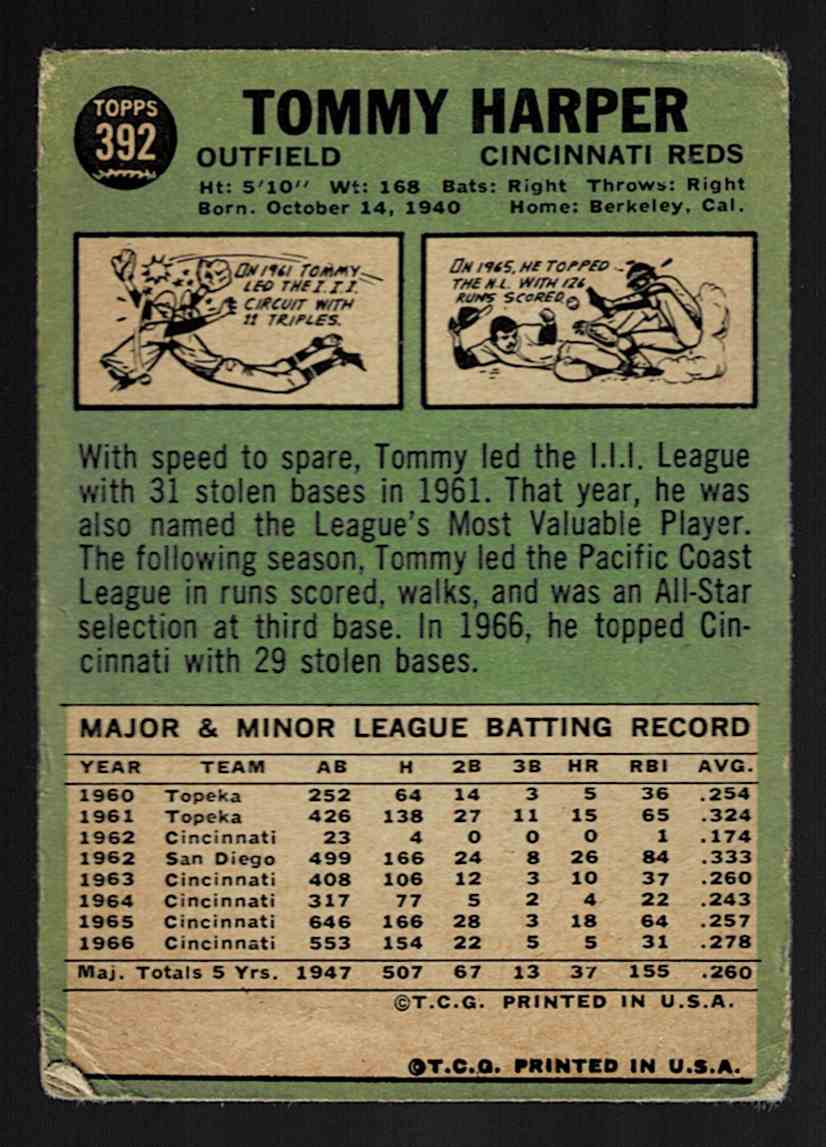 TOPPS
392
TOMMY HARPER
OUTFIELD CINCINNATI REDS
Ht: 5'10'' Wt: 168 Bats: Right Throws: Right
Born. October 14, 1940 Home: Berkeley, Cal.
ON 1961 TOMMY
LED THE I.I.I.
CIRCUIT WITH
11 TRIPLES.
ON 1965, HE TOPPED
THE N.L. WITH 126
RUNS SCORED.
With speed to spare, Tommy led the I.I.I. League
with 31 stolen bases in 1961. That year, he was
also named the League's Most Valuable Player.
The following season, Tommy led the Pacific Coast
League in runs scored, walks, and was an All-Star
selection at third base. In 1966, he topped Cin-
cinnati with 29 stolen bases.
MAJOR & MINOR LEAGUE BATTING RECORD
YEAR TEAM AB H 2B 3B HR RBI AVG.
1960 Topeka 252 64 14 3 5 36 .254
1961 Topeka 426 138 27 11 15 65 .324
1962 Cincinnati 23 4 0 0 0 1 .174
1962 San Diego 499 166 24 8 26 84 .333
1963 Cincinnati 408 106 12 3 10 37 .260
1964 Cincinnati 317 77 5 2 4 22 .243
1965 Cincinnati 646 166 28 3 18 64 .257
1966 Cincinnati 553 154 22 5 5 31 .278
Maj. Totals 5 Yrs. 1947 507 67 13 37 155 .260
©T.C.G. PRINTED IN U.S.A.
©T.C.G. PRINTED IN U.S.A.